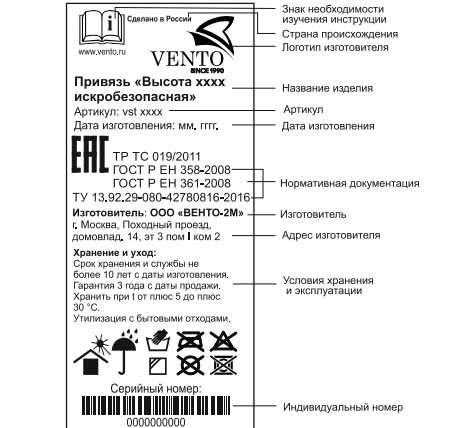 i
Сделано в России
www.vento.ru
VENTO
SINCE 1990
Привязь «Высота xxxx
искробезопасная»
Артикул: vst xxxx
Дата изготовления: мм. гггг.
EAC
ТР ТС 019/2011
ГОСТ Р ЕН 358-2008
ГОСТ Р ЕН 361-2008
ТУ 13.92.29-080-42780816-2016
Изготовитель: ООО «ВЕНТО-2М»
г. Москва, Походный проезд,
домовлад. 14, эт 3 пом I ком 2
Хранение и уход:
Срок хранения и службы не
более 10 лет с даты изготовления.
Гарантия 3 года с даты продажи.
Хранить при t от плюс 5 до плюс
30 °С.
Утилизация с бытовыми отходами.
Серийный номер:
0000000000
Знак необходимости
изучения инструкции
Страна происхождения
Логотип изготовителя
Название изделия
Артикул
Дата изготовления
Нормативная документация
Изготовитель
Адрес изготовителя
Условия хранения
и эксплуатации
Индивидуальный номер